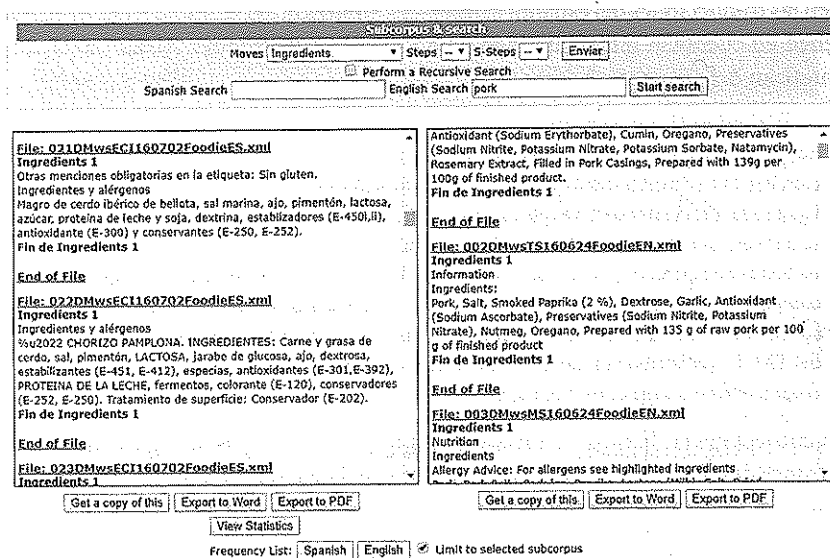 Subcorpus & search
Moves Ingredients Steps -- S-Steps -- Enviar
Perform a Recursive Search
Spanish Search English Search pork Start search
File: 021DMwsECI160702FoodieES.xml
Ingredients 1
Otras menciones obligatorias en la etiqueta: Sin gluten.
Ingredientes y alérgenos
Magro de cerdo ibérico de bellota, sal marina, ajo, pimentón, lactosa,
azúcar, proteína de leche y soja, dextrina, estabilizadores (E-450i,ii),
antioxidante (E-300) y conservantes (E-250, E-252).
Fin de Ingredients 1
End of File
File: 022DMwsECI160702FoodieES.xml
Ingredients 1
Ingredientes y alérgenos
%u2022 CHORIZO PAMPLONA. INGREDIENTES: Carne y grasa de
cerdo, sal, pimentón, LACTOSA, jarabe de glucosa, ajo, dextrosa,
estabilizantes (E-451, E-412), especias, antioxidantes (E-301,E-392),
PROTEINA DE LA LECHE, fermentos, colorante (E-120), conservadores
(E-252, E-250). Tratamiento de superficie: Conservador (E-202).
Fin de Ingredients 1
End of File
File: 023DMwsECI160702FoodieES.xml
Ingredients 1
Antioxidant (Sodium Erythorbate), Cumin, Oregano, Preservatives
(Sodium Nitrite, Potassium Nitrate, Potassium Sorbate, Natamycin),
Rosemary Extract, Filled in Pork Casings, Prepared with 139g per
100g of finished product.
Fin de Ingredients 1
End of File
File: 002DMwsTS160624FoodieEN.xml
Ingredients 1
Information
Ingredients:
Pork, Salt, Smoked Paprika (2 %), Dextrose, Garlic, Antioxidant
(Sodium Ascorbate), Preservatives (Sodium Nitrite, Potassium
Nitrate), Nutmeg, Oregano, Prepared with 135 g of raw pork per 100
g of finished product
Fin de Ingredients 1
End of File
File: 003DMwsMS160624FoodieEN.xml
Ingredients 1
Nutrition
Ingredients
Allergy Advice: For allergens see highlighted ingredients
Get a copy of this Export to Word Export to PDF
Get a copy of this Export to Word Export to PDF
View Statistics
Frequency List: Spanish English Limit to selected subcorpus